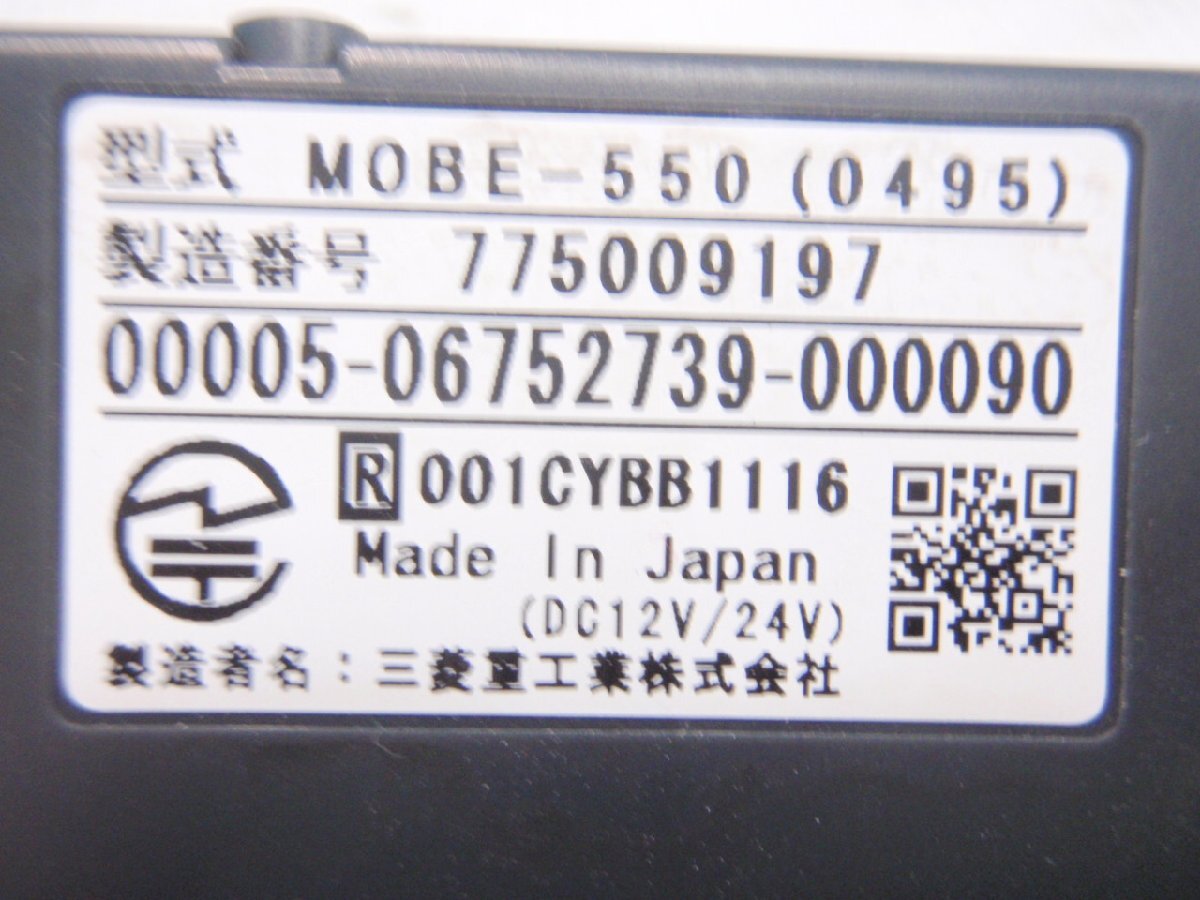 型式 MOBE-550 (0495)
製造番号 775009197
00005-06752739-000090
R 001CYBB1116
Made In Japan
(DC12V/24V)
製造者名：三菱重工業株式会社